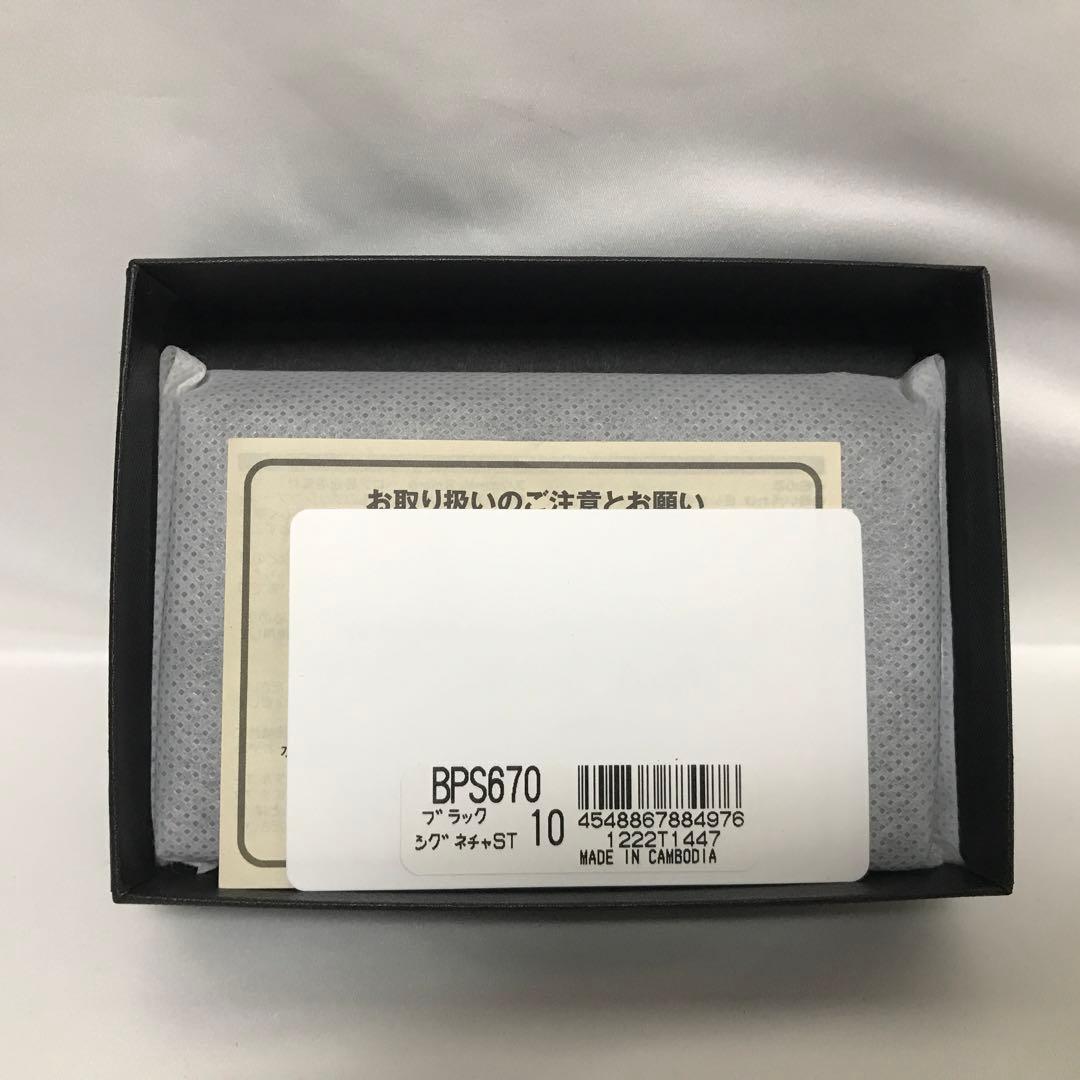 お取り扱いのご注意とお願い
BPS670
ブラック
シグネチャST 10
4548867884976
1222T1447
MADE IN CAMBODIA